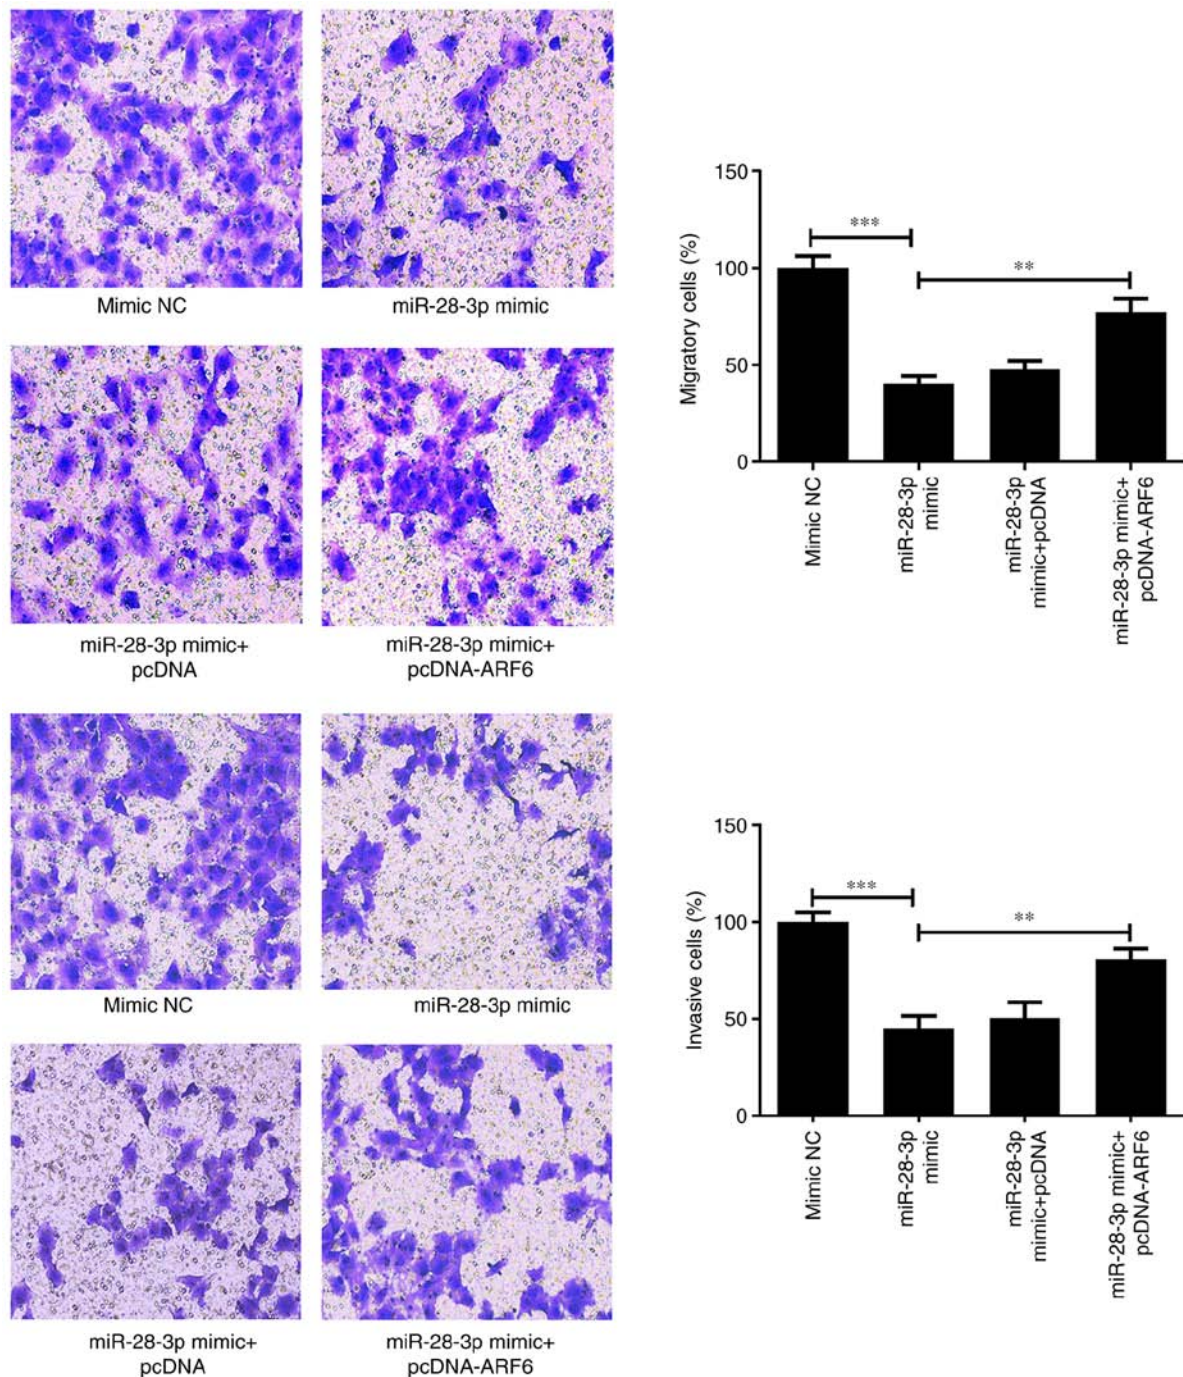 Mimic NC
miR-28-3p mimic
miR-28-3p mimic+
pcDNA
miR-28-3p mimic+
pcDNA-ARF6
Migratory cells (%)
150
100
50
0
***
**
Mimic NC
miR-28-3p
mimic
miR-28-3p
mimic+pcDNA
miR-28-3p mimic+
pcDNA-ARF6
Mimic NC
miR-28-3p mimic
miR-28-3p mimic+
pcDNA
miR-28-3p mimic+
pcDNA-ARF6
Invasive cells (%)
150
100
50
0
***
**
Mimic NC
miR-28-3p
mimic
miR-28-3p
mimic+pcDNA
miR-28-3p mimic+
pcDNA-ARF6